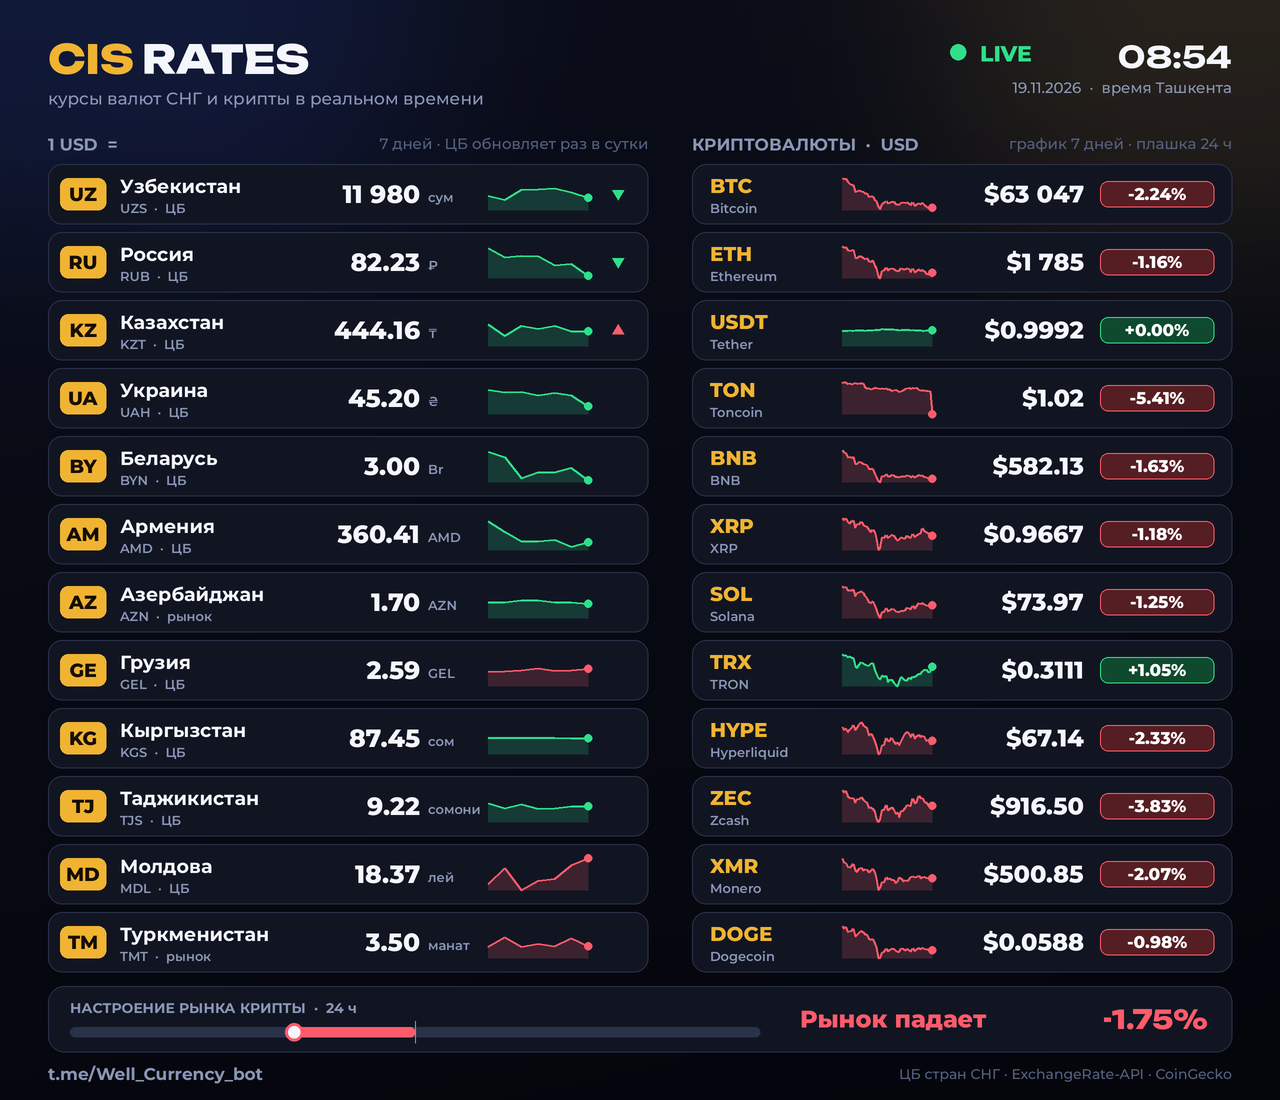 CIS RATES
курсы валют СНГ и крипты в реальном времени
LIVE
08:54
19.11.2026 · время Ташкента
1 USD =
7 дней · ЦБ обновляет раз в сутки
UZ Узбекистан 11 980 сум
UZS · ЦБ
RU Россия 82.23 ₽
RUB · ЦБ
KZ Казахстан 444.16 ₸
KZT · ЦБ
UA Украина 45.20 ₴
UAH · ЦБ
BY Беларусь 3.00 Br
BYN · ЦБ
AM Армения 360.41 AMD
AMD · ЦБ
AZ Азербайджан 1.70 AZN
AZN · рынок
GE Грузия 2.59 GEL
GEL · ЦБ
KG Кыргызстан 87.45 сом
KGS · ЦБ
TJ Таджикистан 9.22 сомони
TJS · ЦБ
MD Молдова 18.37 лей
MDL · ЦБ
TM Туркменистан 3.50 манат
TMT · рынок
КРИПТОВАЛЮТЫ · USD
график 7 дней · плашка 24 ч
BTC $63 047 -2.24%
Bitcoin
ETH $1 785 -1.16%
Ethereum
USDT $0.9992 +0.00%
Tether
TON $1.02 -5.41%
Toncoin
BNB $582.13 -1.63%
BNB
XRP $0.9667 -1.18%
XRP
SOL $73.97 -1.25%
Solana
TRX $0.3111 +1.05%
TRON
HYPE $67.14 -2.33%
Hyperliquid
ZEC $916.50 -3.83%
Zcash
XMR $500.85 -2.07%
Monero
DOGE $0.0588 -0.98%
Dogecoin
НАСТРОЕНИЕ РЫНКА КРИПТЫ · 24 ч
Рынок падает -1.75%
t.me/Well_Currency_bot
ЦБ стран СНГ · ExchangeRate-API · CoinGecko